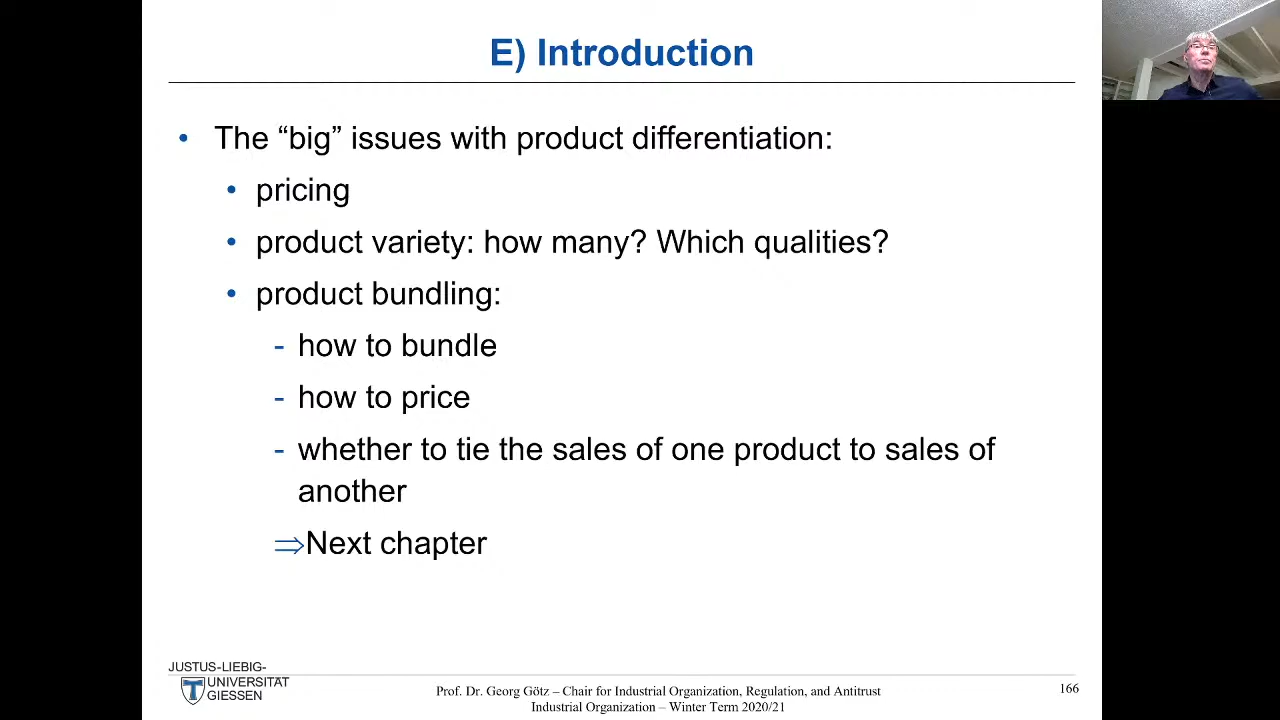 E) Introduction
• The “big” issues with product differentiation:
• pricing
• product variety: how many? Which qualities?
• product bundling:
- how to bundle
- how to price
- whether to tie the sales of one product to sales of
another
⇒Next chapter
JUSTUS-LIEBIG-
UNIVERSITÄT
GIESSEN
Prof. Dr. Georg Götz – Chair for Industrial Organization, Regulation, and Antitrust
Industrial Organization – Winter Term 2020/21
166